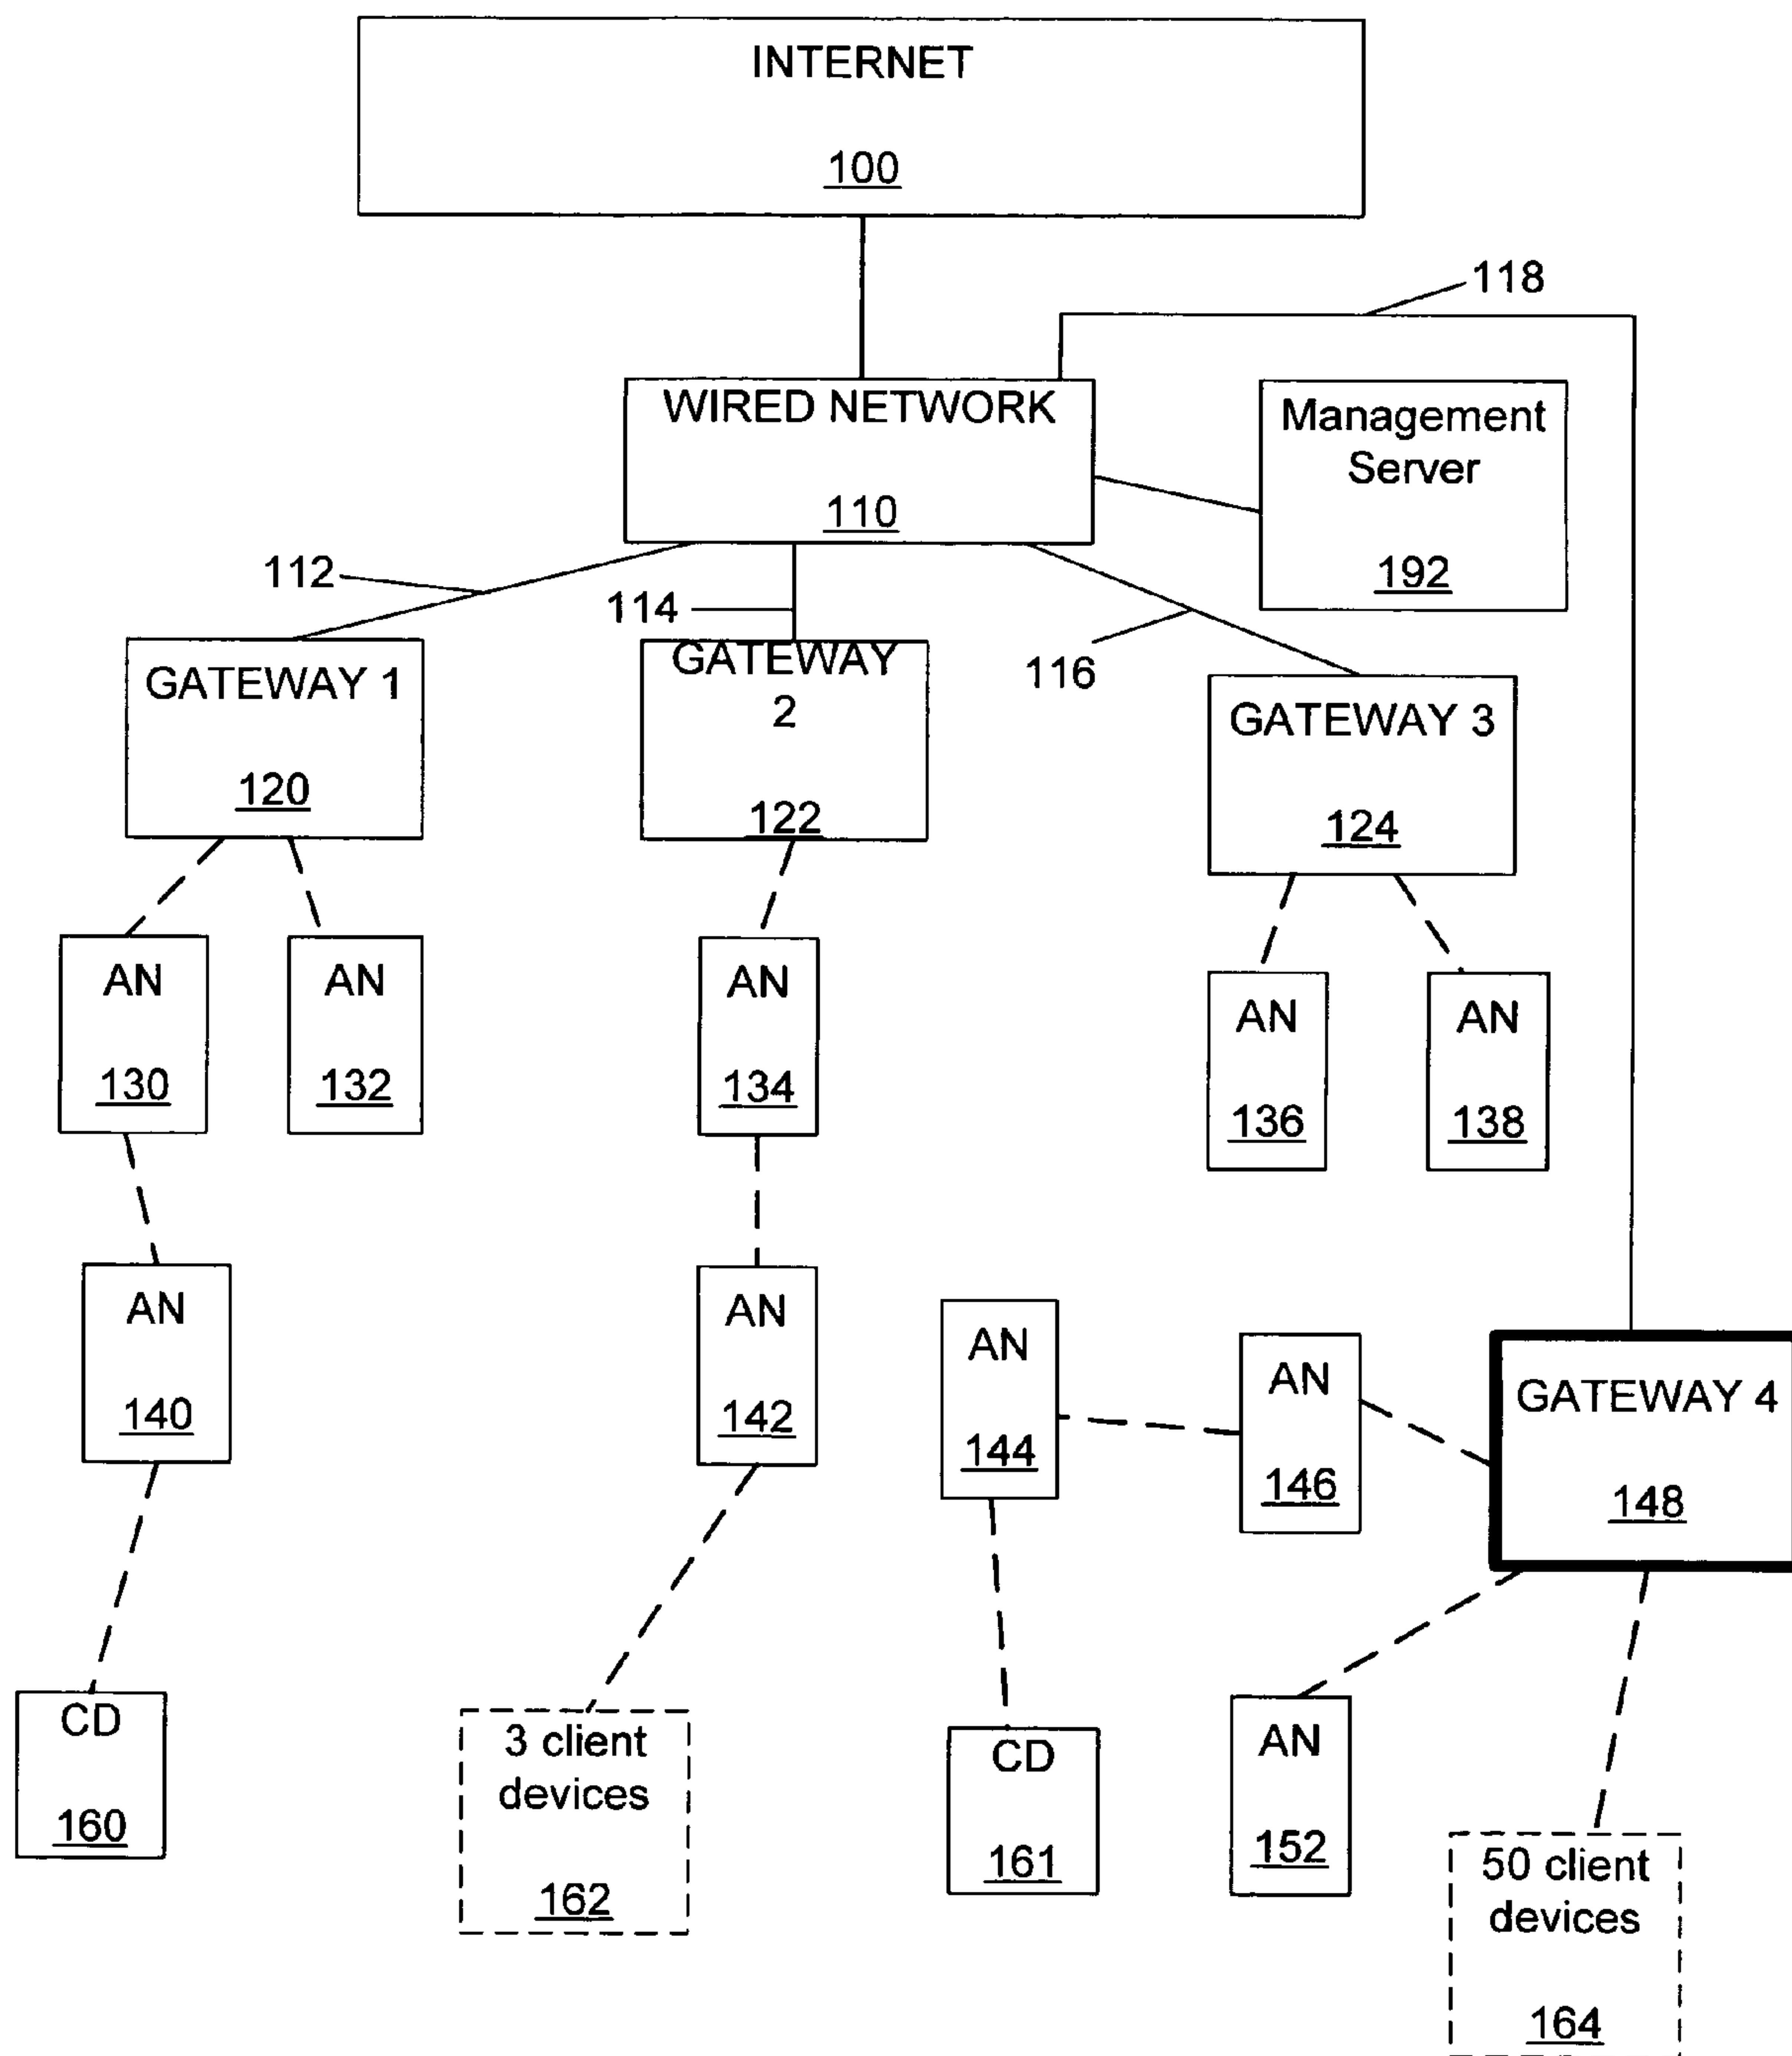 INTERNET
100
118
WIRED NETWORK
110
Management
Server
192
112
114
116
GATEWAY 1
120
GATEWAY
2
122
GATEWAY 3
124
AN
130
AN
132
AN
134
AN
136
AN
138
AN
140
AN
142
AN
144
AN
146
GATEWAY 4
148
CD
160
3 client
devices
162
CD
161
AN
152
50 client
devices
164